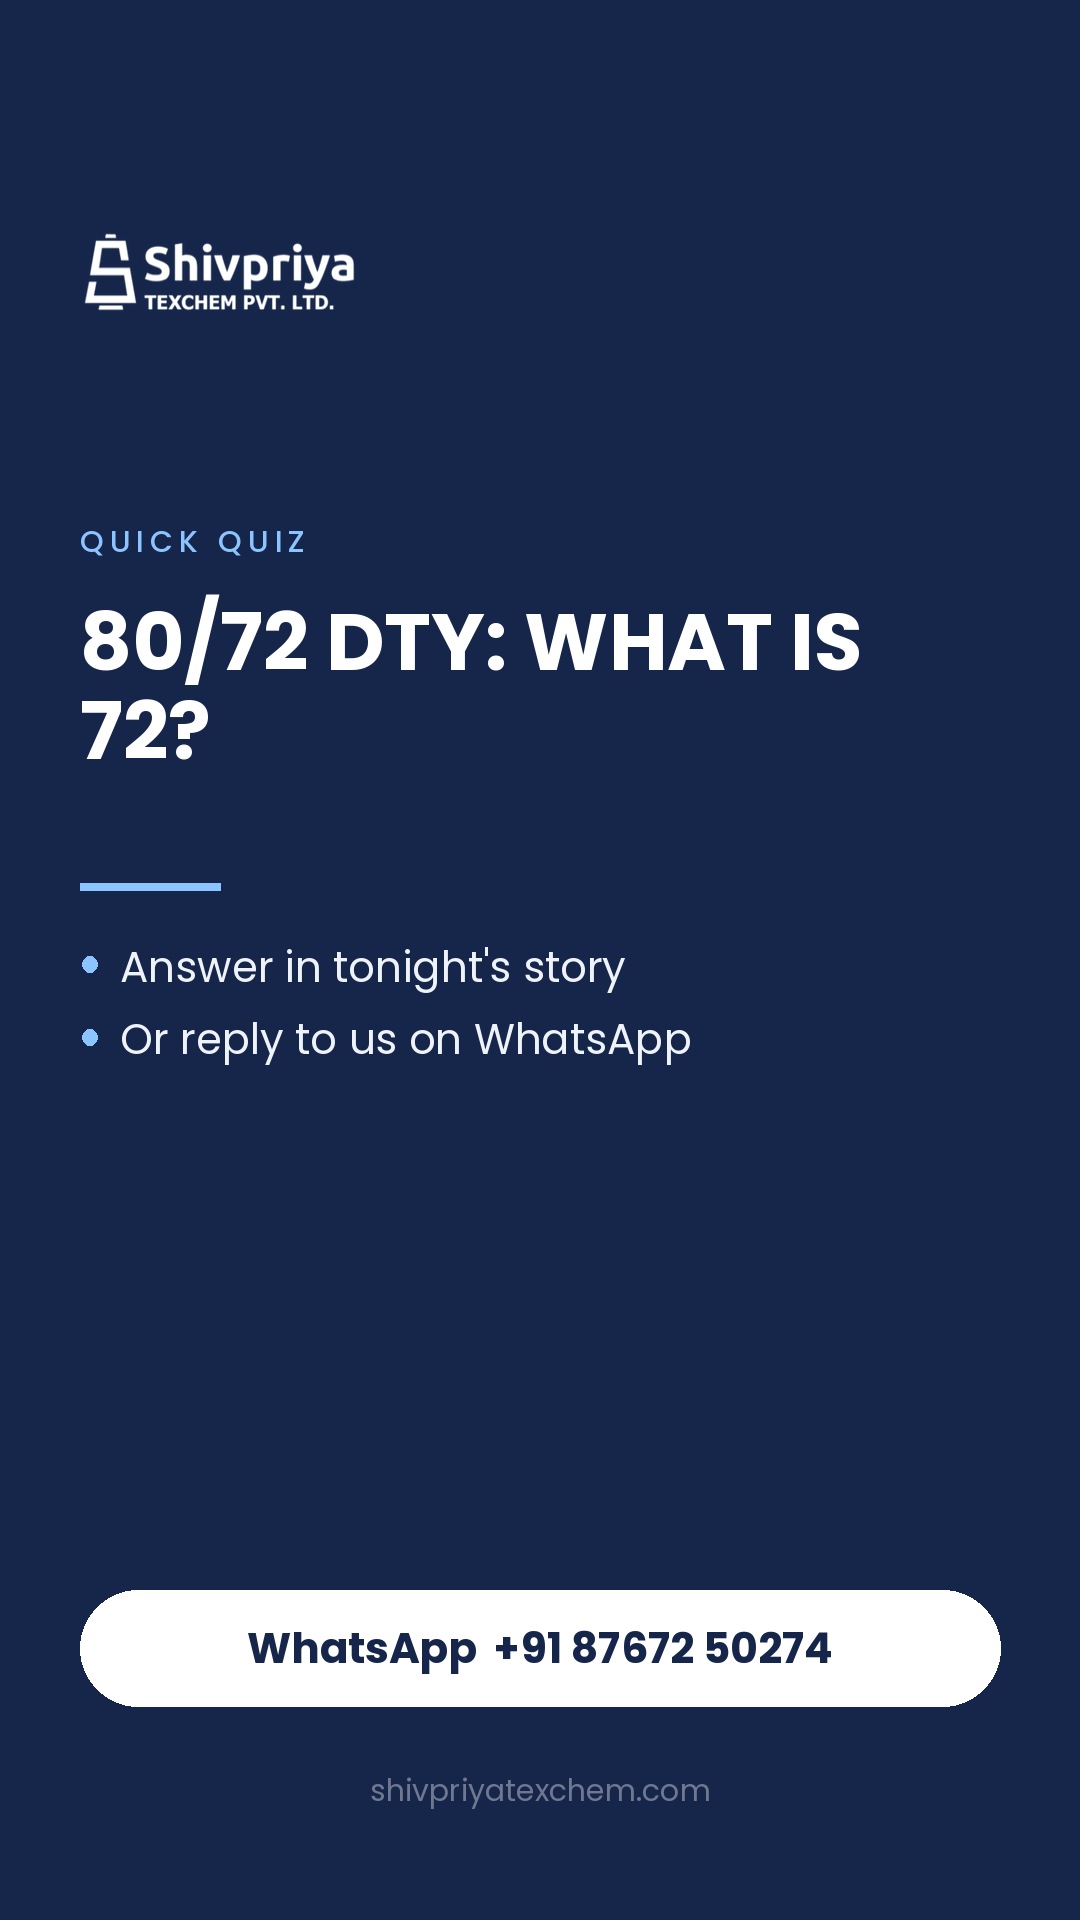 Shivpriya
TEXCHEM PVT. LTD.
QUICK QUIZ
80/72 DTY: WHAT IS
72?
Answer in tonight's story
Or reply to us on WhatsApp
WhatsApp +91 87672 50274
shivpriyatexchem.com